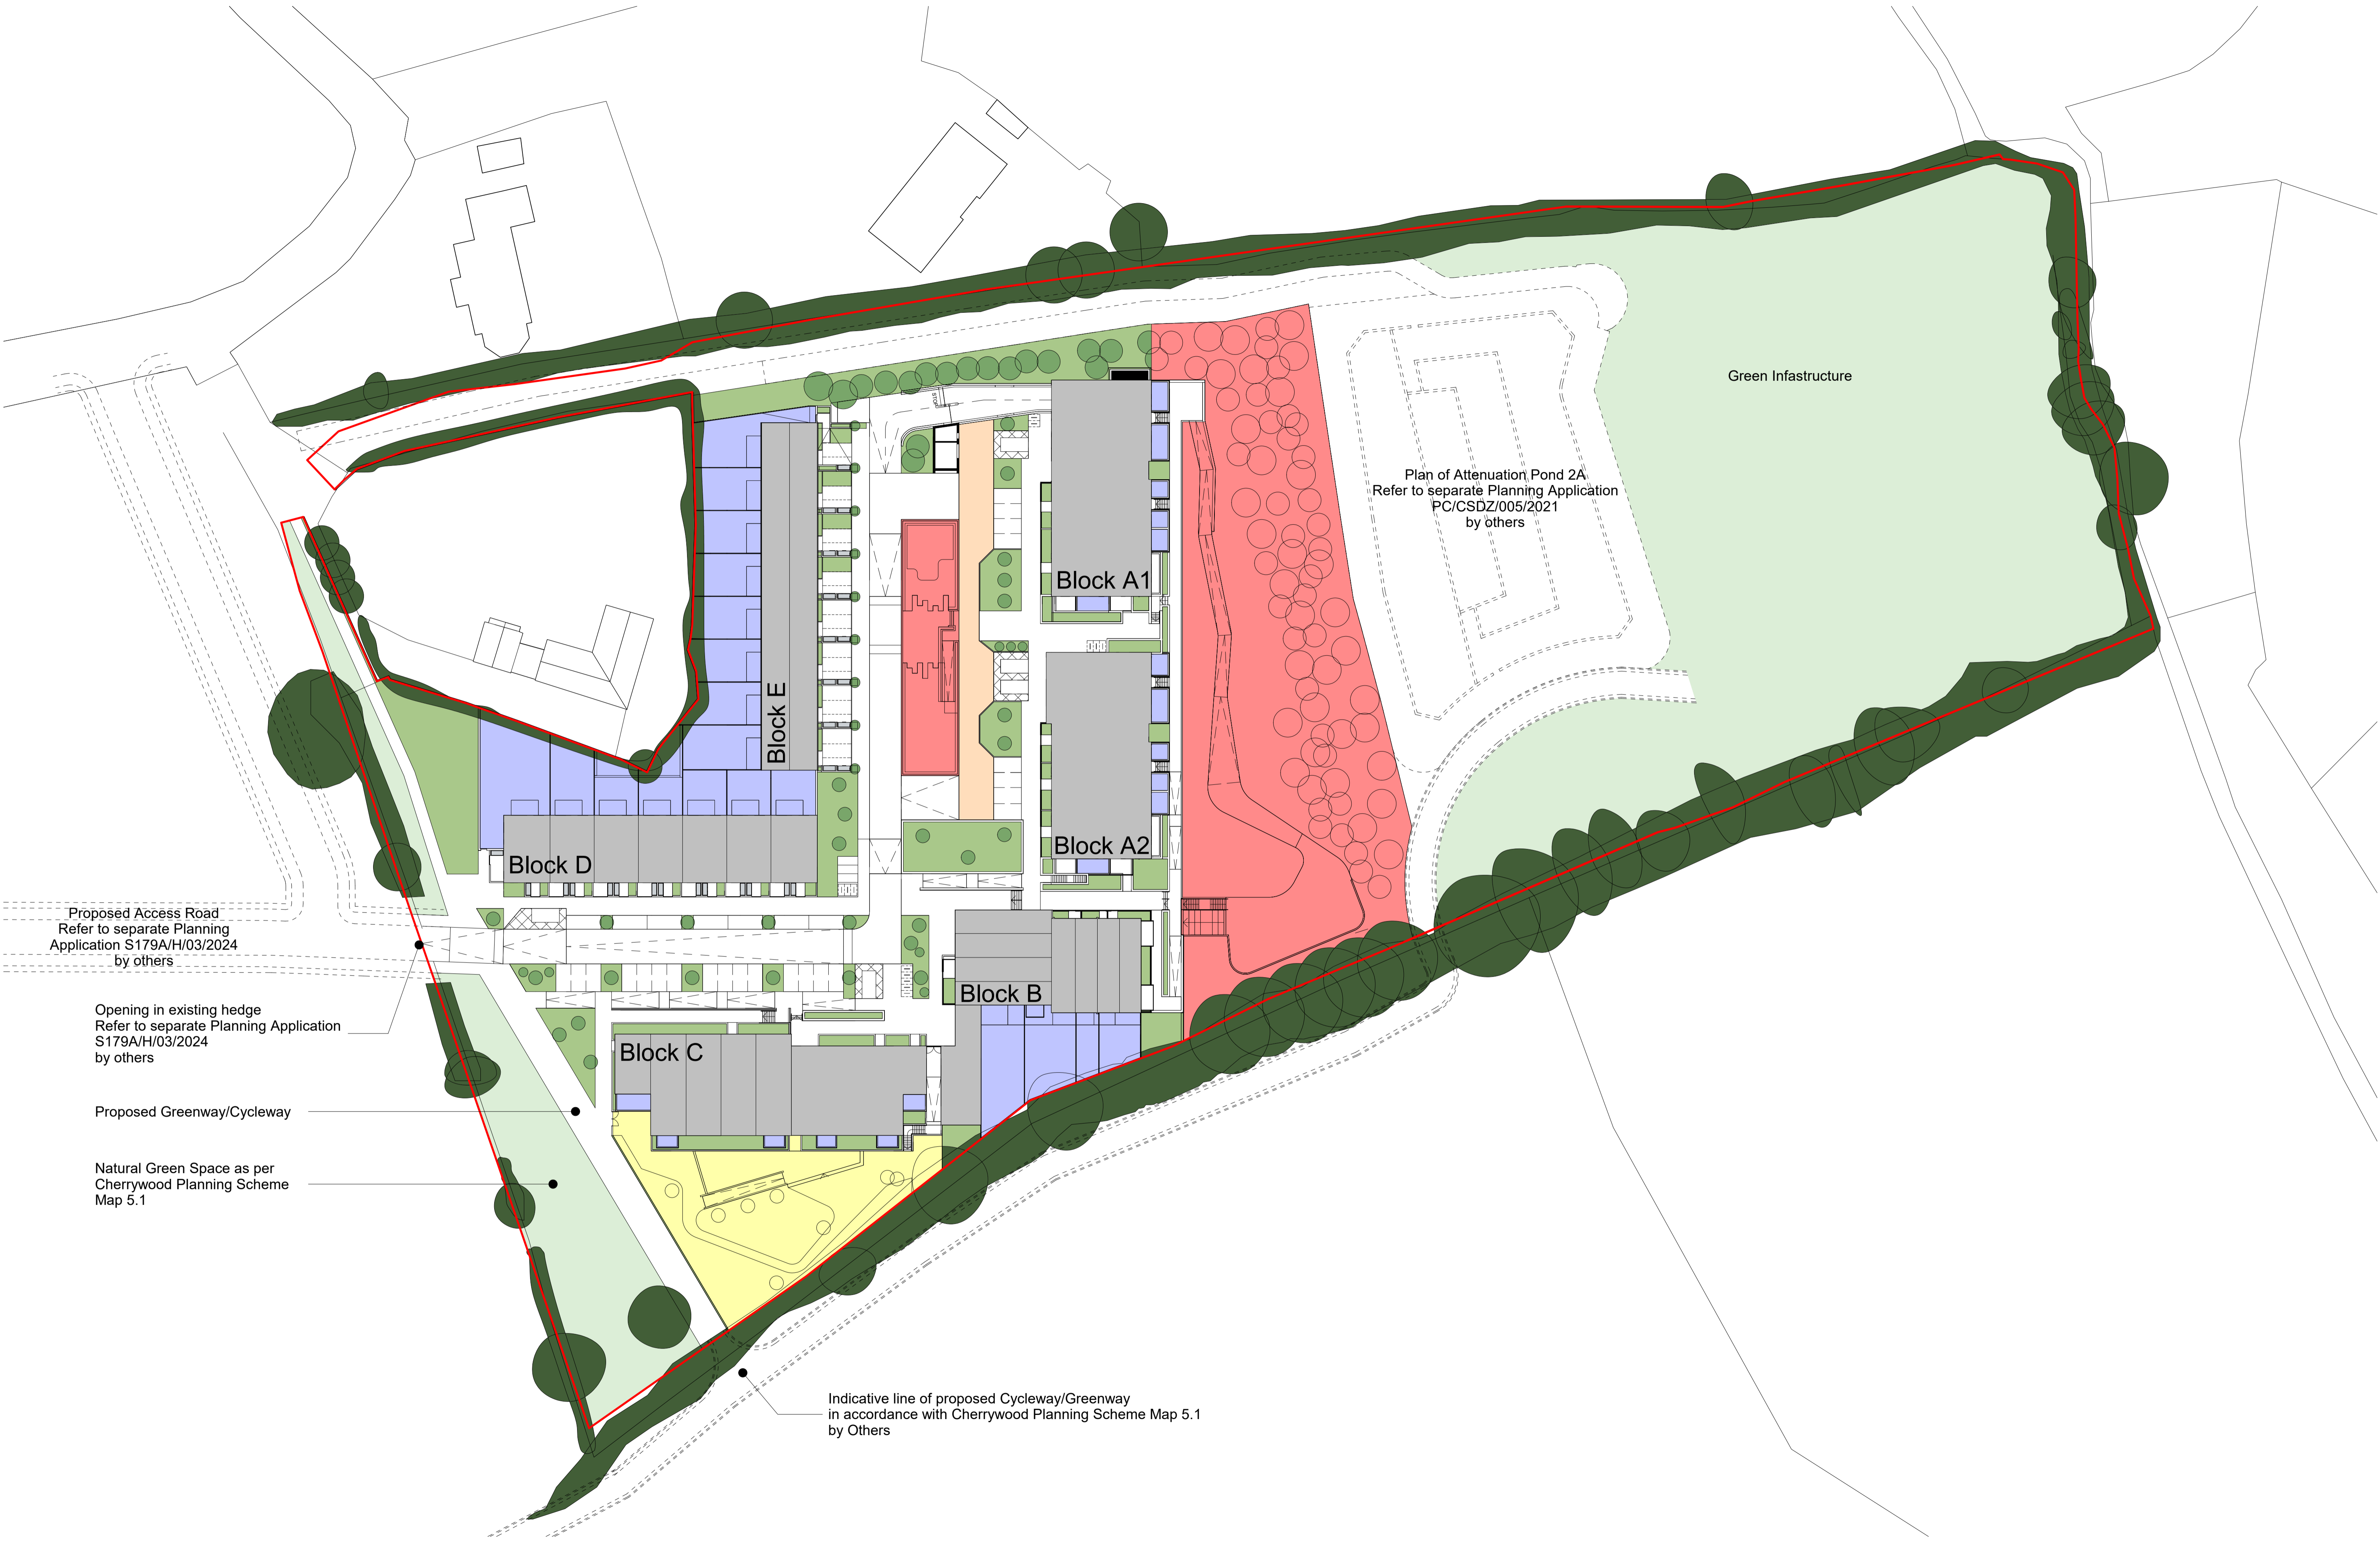 Green Infastructure
Plan of Attenuation Pond 2A
Refer to separate Planning Application
PC/CSDZ/005/2021
by others
STOP
Block A1
Block E
Block A2
Block D
Proposed Access Road
Refer to separate Planning
Application S179A/H/03/2024
by others
Block B
Opening in existing hedge
Refer to separate Planning Application
S179A/H/03/2024
by others
Block C
Proposed Greenway/Cycleway
Natural Green Space as per
Cherrywood Planning Scheme
Map 5.1
Indicative line of proposed Cycleway/Greenway
in accordance with Cherrywood Planning Scheme Map 5.1
by Others